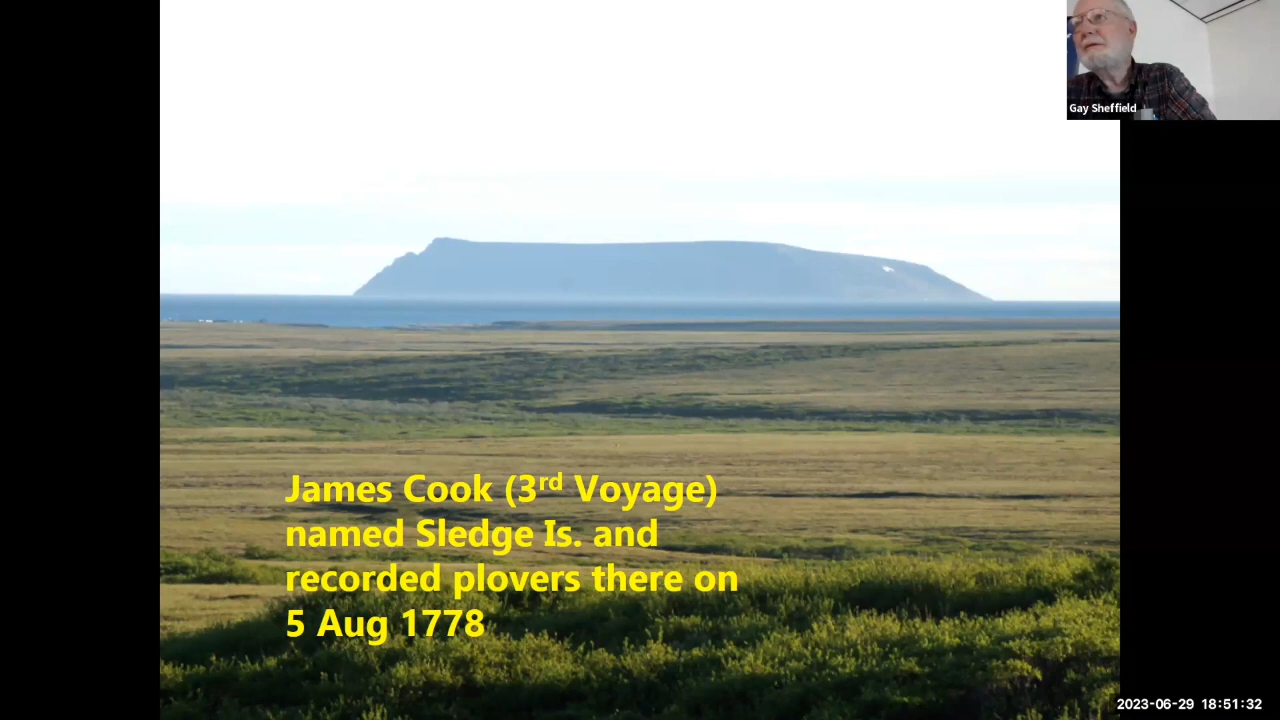 Gay Sheffield
James Cook (3rd Voyage)
named Sledge Is. and
recorded plovers there on
5 Aug 1778
2023-06-29 18:51:32